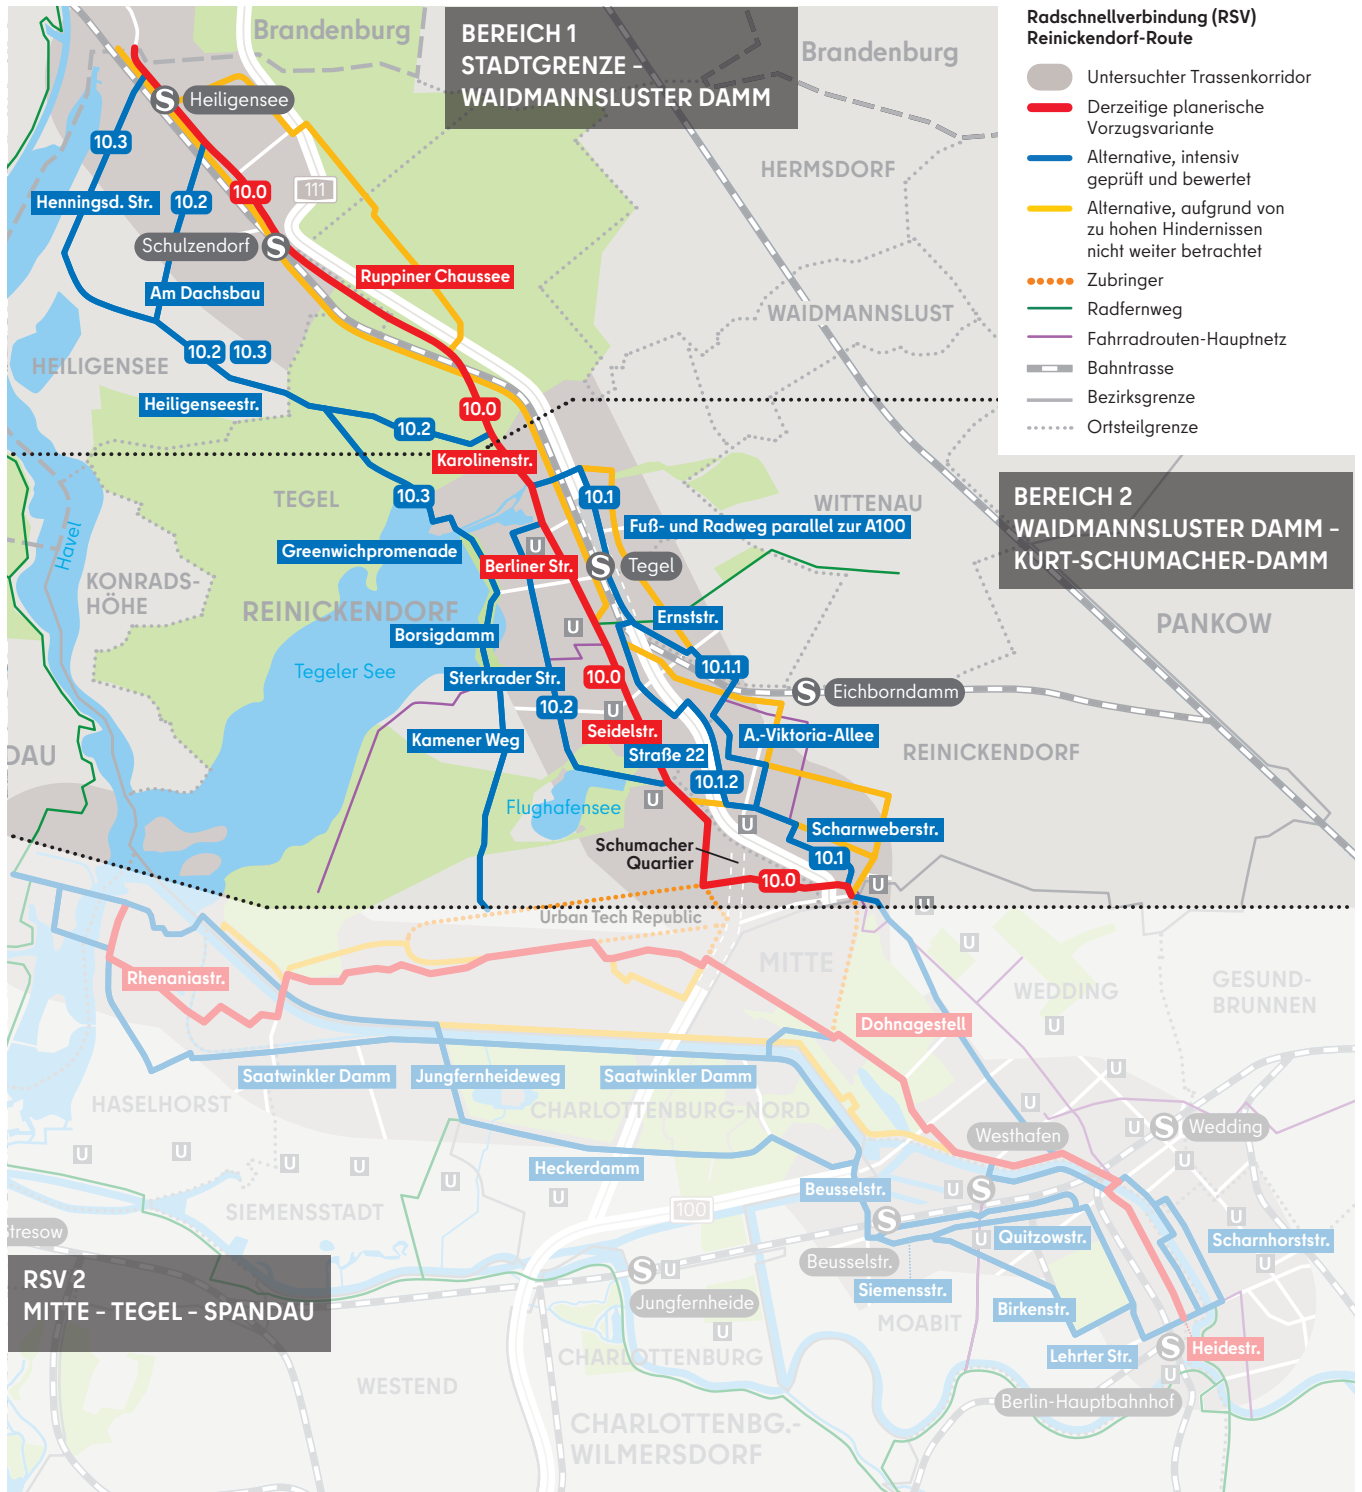 Radschnellverbindung (RSV)
Reinickendorf-Route
Untersuchter Trassenkorridor
Derzeitige planerische
Vorzugsvariante
Alternative, intensiv
geprüft und bewertet
Alternative, aufgrund von
zu hohen Hindernissen
nicht weiter betrachtet
Zubringer
Radfernweg
Fahrradrouten-Hauptnetz
Bahntrasse
Bezirksgrenze
Ortsteilgrenze
BEREICH 1
STADTGRENZE –
WAIDMANNSLUSTER DAMM
Brandenburg
Brandenburg
S Heiligensee
10.3
HERMSDORF
10.0
111
Henningsd. Str.
10.2
Schulzendorf S
Ruppiner Chaussee
Am Dachsbau
WAIDMANNSLUST
10.2
10.3
HEILIGENSEE
Heiligenseestr.
10.0
10.2
Karolinenstr.
TEGEL
10.3
10.1
WITTENAU
BEREICH 2
WAIDMANNSLUSTER DAMM –
KURT-SCHUMACHER-DAMM
Fuß- und Radweg parallel zur A100
Havel
U
Greenwichpromenade
Berliner Str.
S Tegel
KONRADS-
HÖHE
REINICKENDORF
Ernststr.
PANKOW
U
Borsigdamm
Tegeler See
10.1.1
Sterkrader Str.
10.0
S Eichborndamm
10.2
U
Seidelstr.
A.-Viktoria-Allee
Kamener Weg
REINICKENDORF
DAU
Straße 22
10.1.2
Flughafensee
U
U
Scharnweberstr.
Schumacher
Quartier
10.1
10.0
U
U
Urban Tech Republic
U
MITTE
Rhenaniastr.
WEDDING
GESUND-
BRUNNEN
Dohnagestell
U
Saatwinkler Damm
Jungfernheideweg
Saatwinkler Damm
U
HASELHORST
CHARLOTTENBURG-NORD
U
Westhafen
U
S Wedding
U
U
U
U
U
Heckerdamm
U
U
Beusselstr.
U
S
SIEMENSSTADT
100
Stresow
S
U
Quitzowstr.
U
Scharnhorststr.
Beusselstr.
U
S
U
RSV 2
MITTE – TEGEL – SPANDAU
Jungfernheide
Siemensstr.
Birkenstr.
MOABIT
U
CHARLOTTENBURG
Lehrter Str.
S
Heidestr.
U
WESTEND
Berlin-Hauptbahnhof
CHARLOTTENBG.-
WILMERSDORF